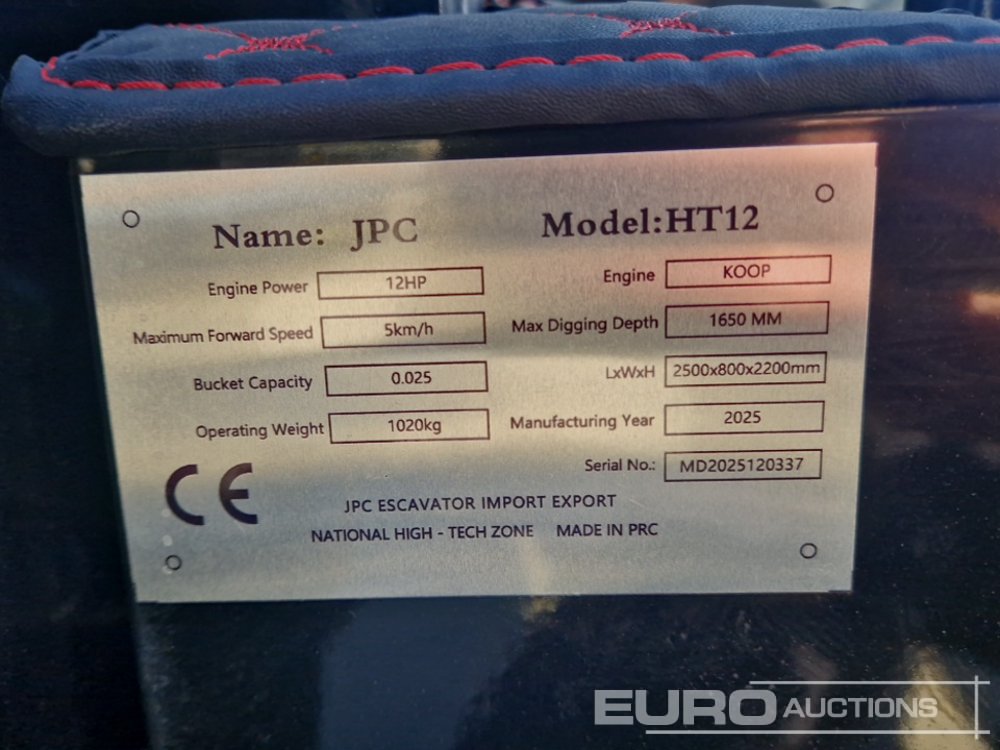 Name: JPC Model:HT12
Engine Power 12HP Engine KOOP
Maximum Forward Speed 5km/h Max Digging Depth 1650 MM
Bucket Capacity 0.025 LxWxH 2500x800x2200mm
Operating Weight 1020kg Manufacturing Year 2025
Serial No.: MD2025120337
CE
JPC ESCAVATOR IMPORT EXPORT
NATIONAL HIGH - TECH ZONE MADE IN PRC
EURO AUCTIONS